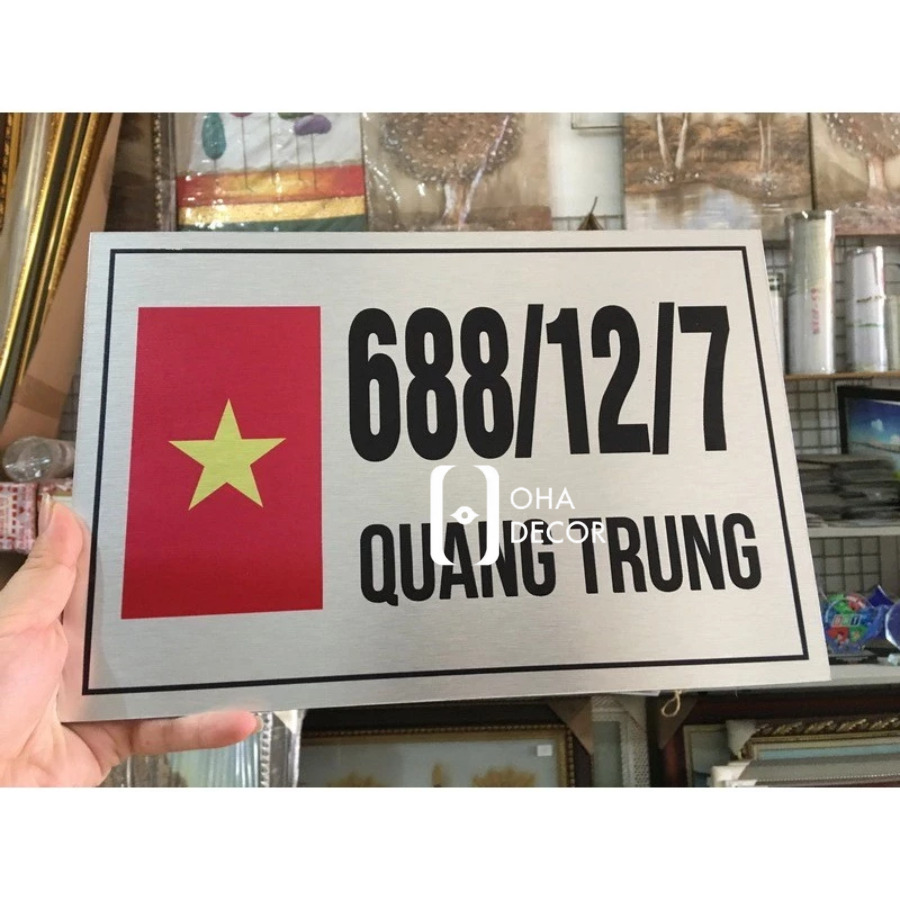 688/12/7
OHA
DECOR
QUANG TRUNG